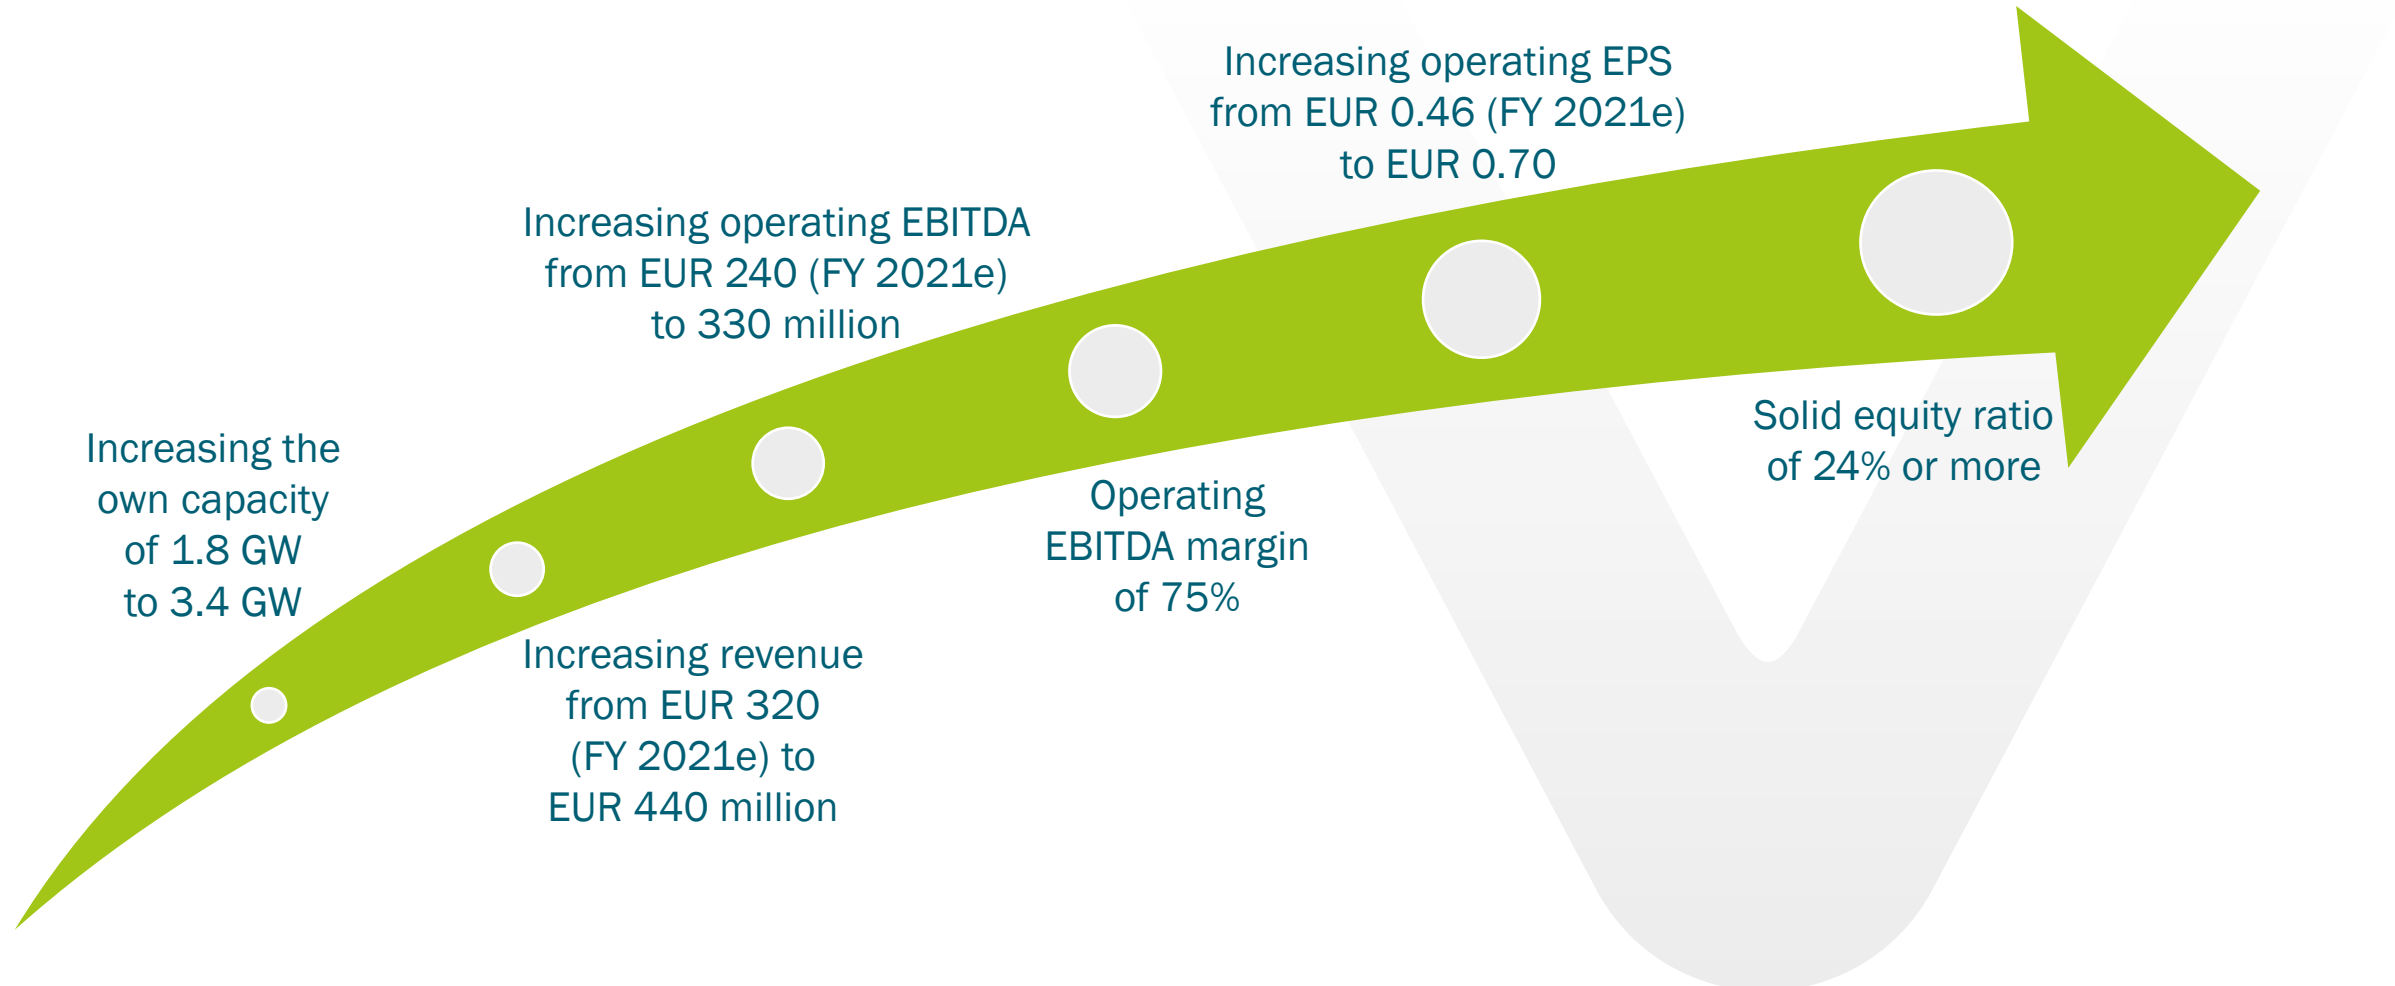 Increasing the
own capacity
of 1.8 GW
to 3.4 GW
Increasing revenue
from EUR 320
(FY 2021e) to
EUR 440 million
Increasing operating EBITDA
from EUR 240 (FY 2021e)
to 330 million
Operating
EBITDA margin
of 75%
Increasing operating EPS
from EUR 0.46 (FY 2021e)
to EUR 0.70
Solid equity ratio
of 24% or more